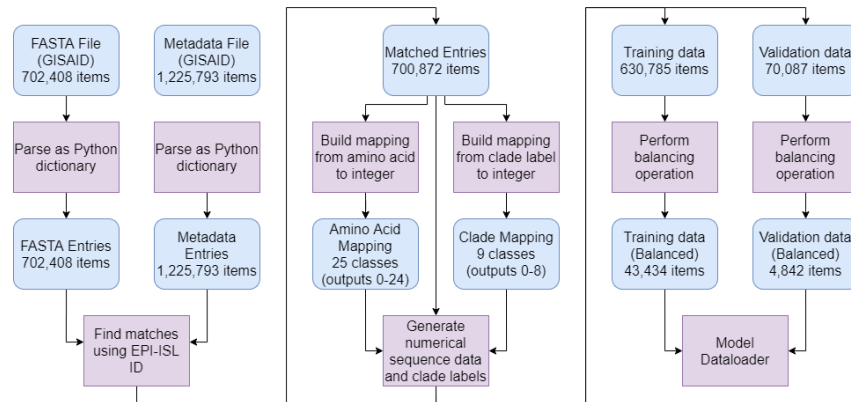 FASTA File
(GISAID)
702,408 items
Metadata File
(GISAID)
1,225,793 items
Parse as Python
dictionary
Parse as Python
dictionary
FASTA Entries
702,408 items
Metadata
Entries
1,225,793 items
Find matches
using EPI-ISL
ID
Matched Entries
700,872 items
Build mapping
from amino acid
to integer
Build mapping
from clade label
to integer
Amino Acid
Mapping
25 classes
(outputs 0-24)
Clade Mapping
9 classes
(outputs 0-8)
Generate
numerical
sequence data
and clade labels
Training data
630,785 items
Validation data
70,087 items
Perform
balancing
operation
Perform
balancing
operation
Training data
(Balanced)
43,434 items
Validation data
(Balanced)
4,842 items
Model
Dataloader